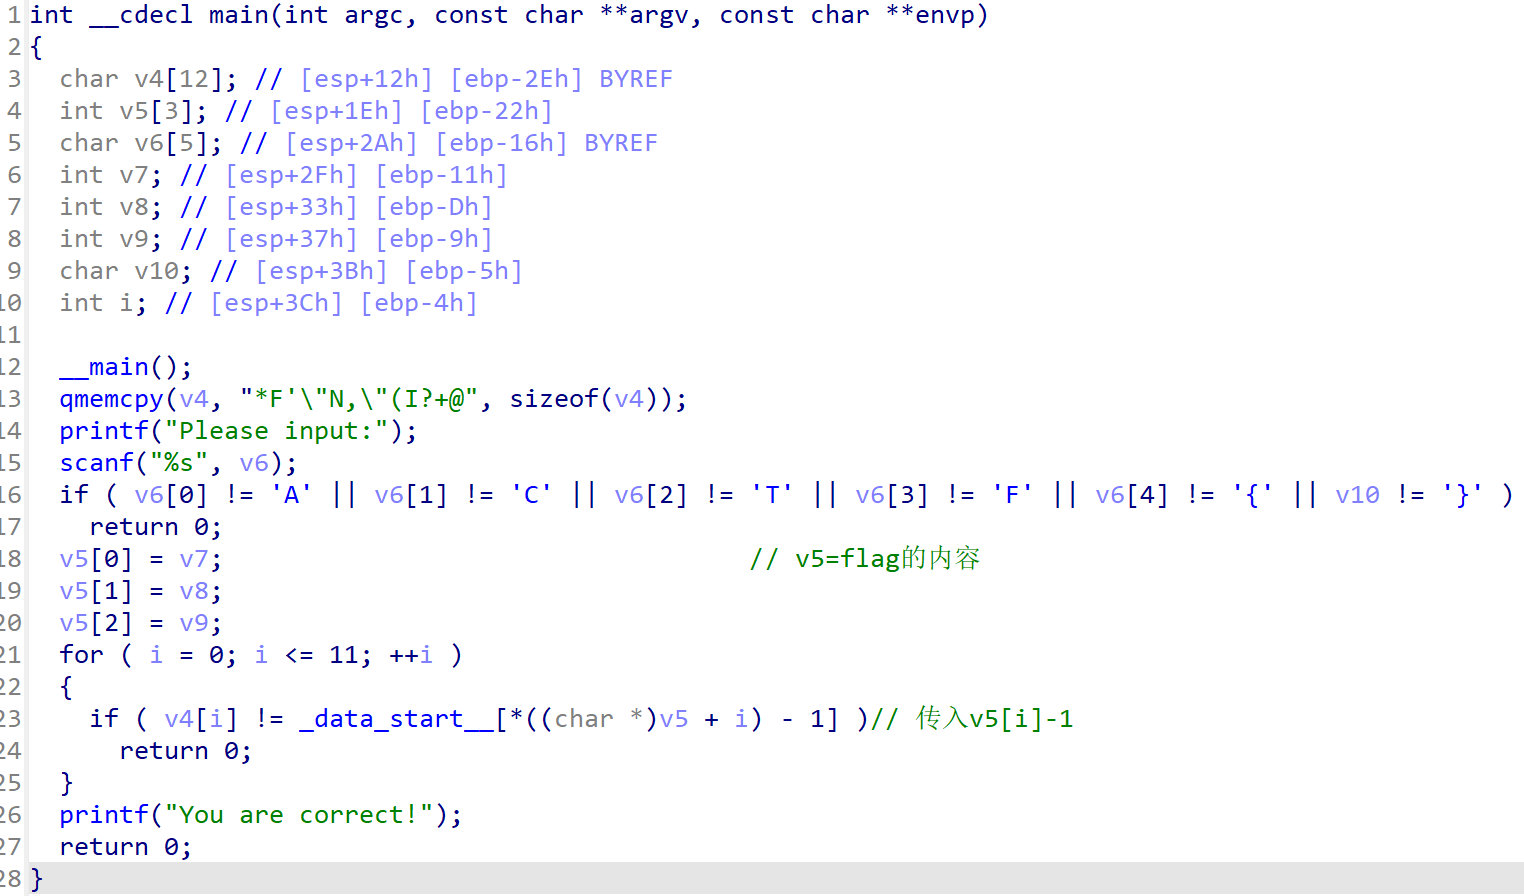 1 int __cdecl main(int argc, const char **argv, const char **envp)
2 {
3   char v4[12]; // [esp+12h] [ebp-2Eh] BYREF
4   int v5[3]; // [esp+1Eh] [ebp-22h]
5   char v6[5]; // [esp+2Ah] [ebp-16h] BYREF
6   int v7; // [esp+2Fh] [ebp-11h]
7   int v8; // [esp+33h] [ebp-Dh]
8   int v9; // [esp+37h] [ebp-9h]
9   char v10; // [esp+3Bh] [ebp-5h]
10   int i; // [esp+3Ch] [ebp-4h]
11
12   __main();
13   qmemcpy(v4, "*F'\"N,\"(I?+@", sizeof(v4));
14   printf("Please input:");
15   scanf("%s", v6);
16   if ( v6[0] != 'A' || v6[1] != 'C' || v6[2] != 'T' || v6[3] != 'F' || v6[4] != '{' || v10 != '}' )
17     return 0;
18   v5[0] = v7;                               // v5=flag的内容
19   v5[1] = v8;
20   v5[2] = v9;
21   for ( i = 0; i <= 11; ++i )
22   {
23     if ( v4[i] != _data_start__[*((char *)v5 + i) - 1] )// 传入v5[i]-1
24       return 0;
25   }
26   printf("You are correct!");
27   return 0;
28 }